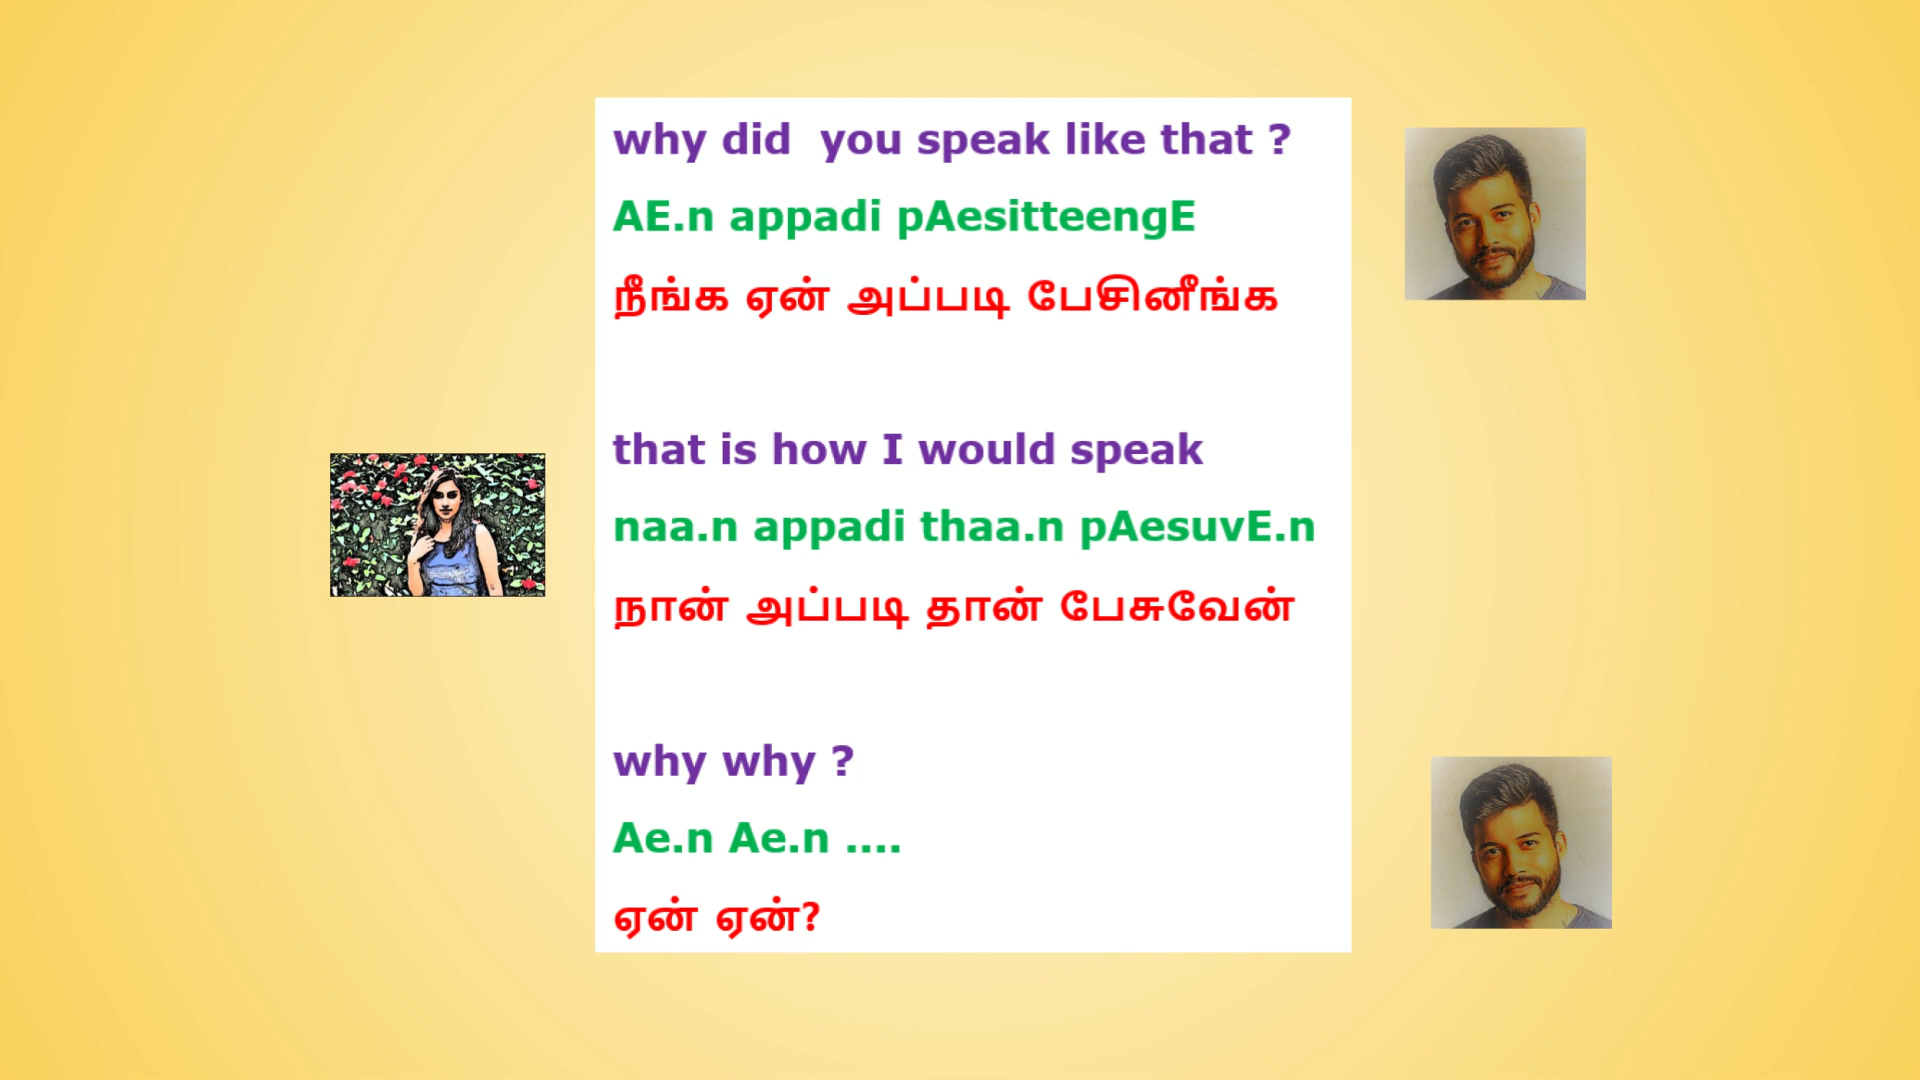 why did  you speak like that ?
AE.n appadi pAesitteengE
நீங்க ஏன் அப்படி பேசினீங்க
that is how I would speak
naa.n appadi thaa.n pAesuvE.n
நான் அப்படி தான் பேசுவேன்
why why ?
Ae.n Ae.n ....
ஏன் ஏன்?